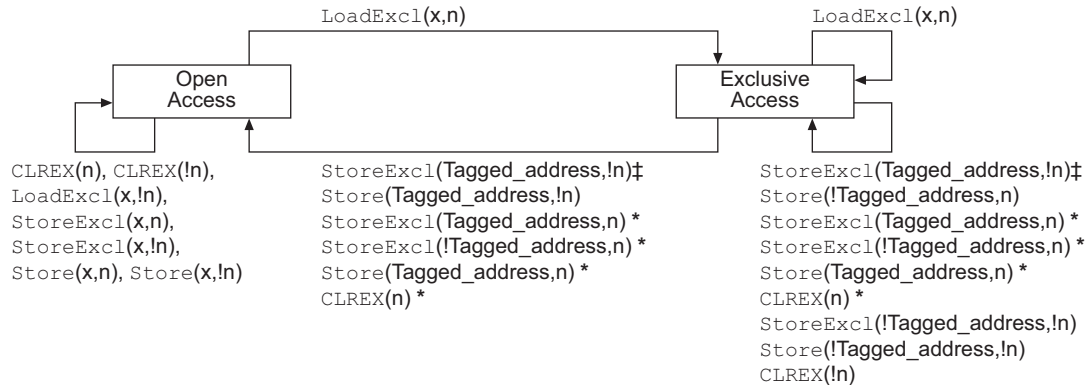 LoadExcl(x,n)
LoadExcl(x,n)
Open
Access
Exclusive
Access
CLREX(n), CLREX(!n),
LoadExcl(x,!n),
StoreExcl(x,n),
StoreExcl(x,!n),
Store(x,n), Store(x,!n)
StoreExcl(Tagged_address,!n)‡
Store(Tagged_address,!n)
StoreExcl(Tagged_address,n) *
StoreExcl(!Tagged_address,n) *
Store(Tagged_address,n) *
CLREX(n) *
StoreExcl(Tagged_address,!n)‡
Store(!Tagged_address,n)
StoreExcl(Tagged_address,n) *
StoreExcl(!Tagged_address,n) *
Store(Tagged_address,n) *
CLREX(n) *
StoreExcl(!Tagged_address,!n)
Store(!Tagged_address,!n)
CLREX(!n)